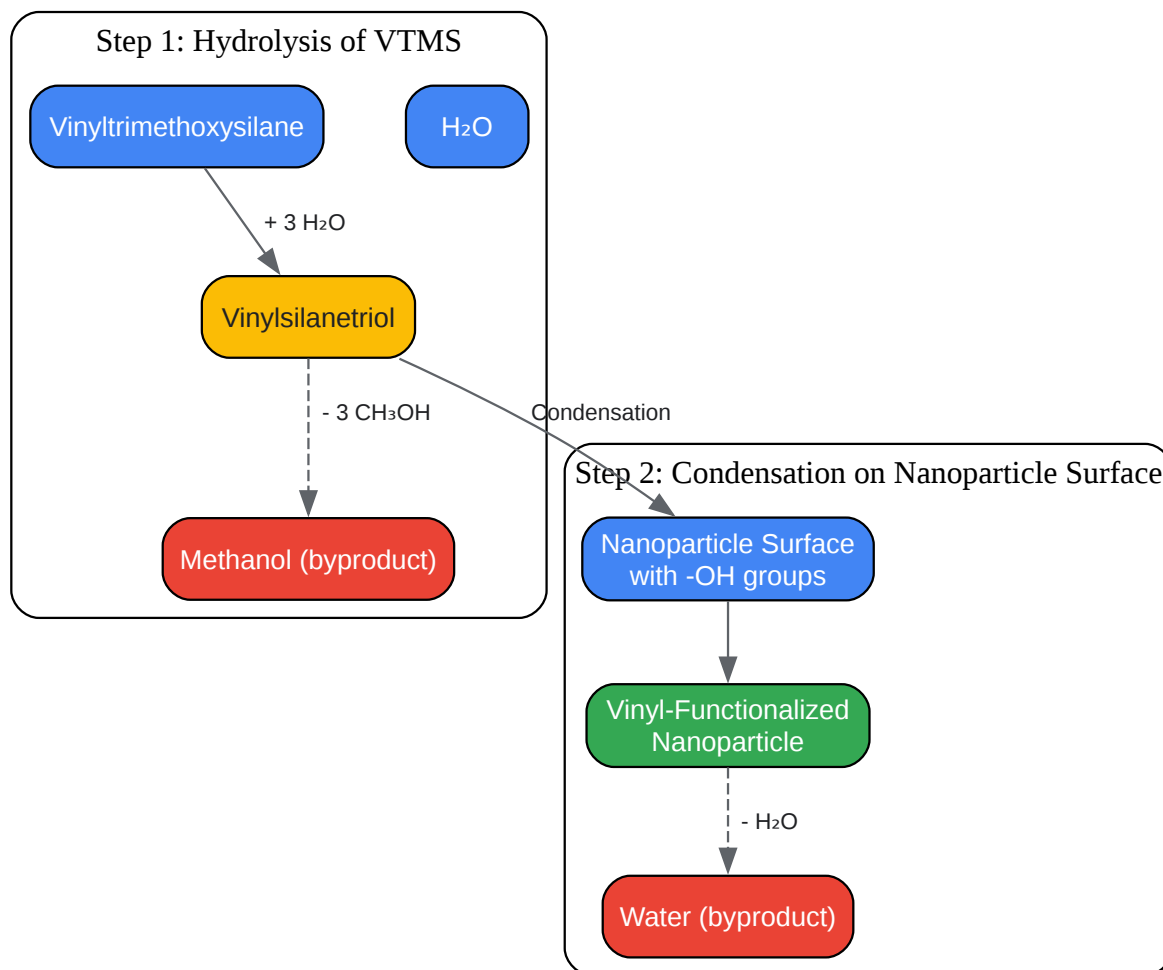 Step 1: Hydrolysis of VTMS
Vinyltrimethoxysilane
H₂O
+ 3 H₂O
Vinylsilanetriol
- 3 CH₃OH
Condensation
Methanol (byproduct)
Step 2: Condensation on Nanoparticle Surface
Nanoparticle Surface
with -OH groups
Vinyl-Functionalized
Nanoparticle
- H₂O
Water (byproduct)